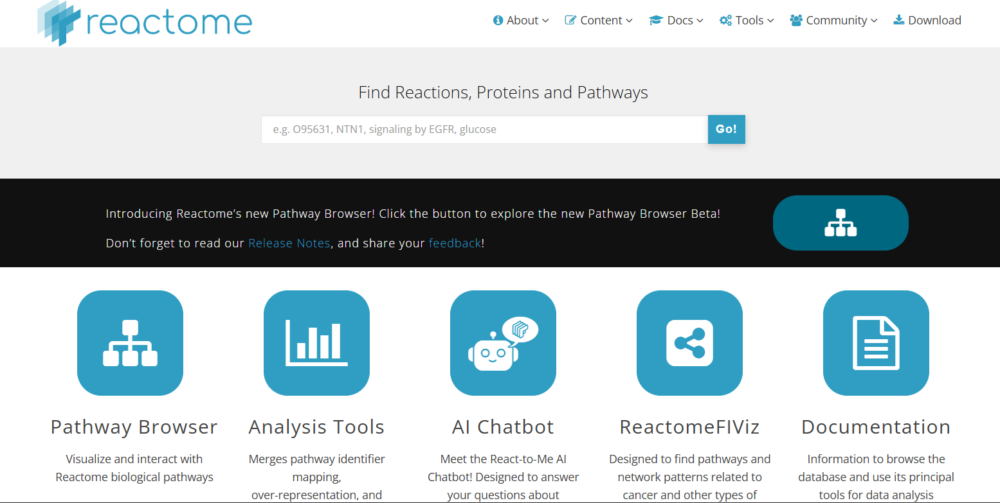 reactome
About
Content
Docs
Tools
Community
Download
Find Reactions, Proteins and Pathways
e.g. O95631, NTN1, signaling by EGFR, glucose
Go!
Introducing Reactome’s new Pathway Browser! Click the button to explore the new Pathway Browser Beta!
Don’t forget to read our Release Notes, and share your feedback!
Pathway Browser
Visualize and interact with
Reactome biological pathways
Analysis Tools
Merges pathway identifier
mapping,
over-representation, and
AI Chatbot
Meet the React-to-Me AI
Chatbot! Designed to answer
your questions about
ReactomeFIViz
Designed to find pathways and
network patterns related to
cancer and other types of
Documentation
Information to browse the
database and use its principal
tools for data analysis